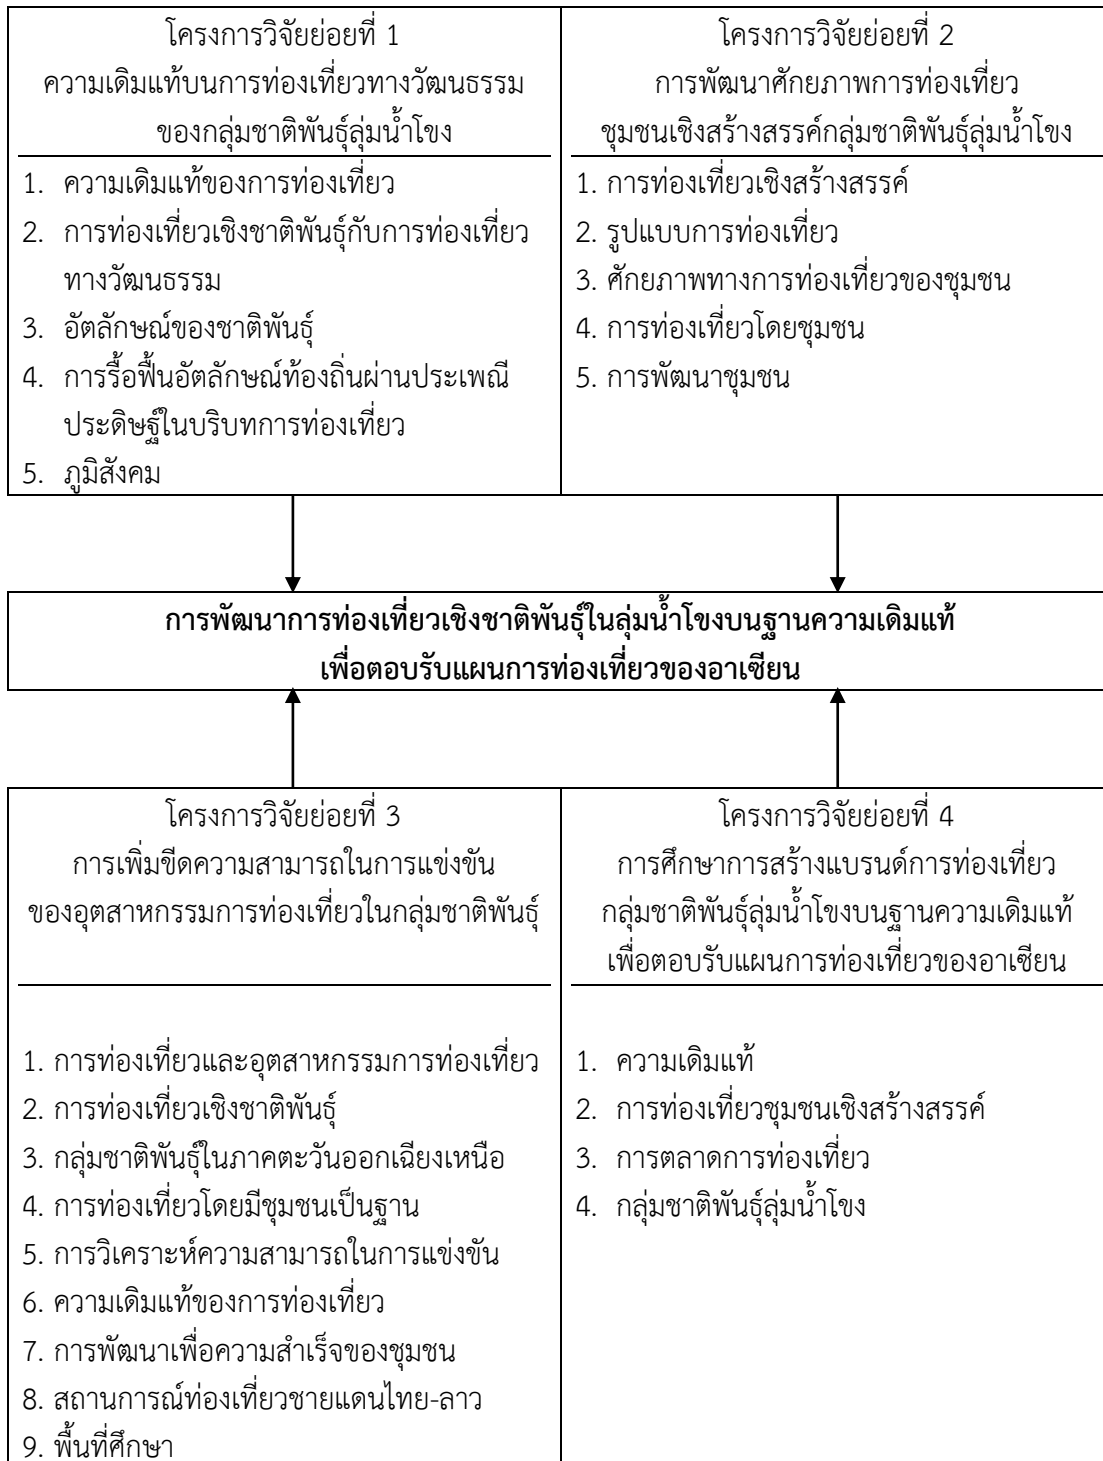 โครงการวิจัยย่อยที่ 1
ความเดิมแท้บนการท่องเที่ยวทางวัฒนธรรม
ของกลุ่มชาติพันธุ์ลุ่มน้ำโขง
1. ความเดิมแท้ของการท่องเที่ยว
2. การท่องเที่ยวเชิงชาติพันธุ์กับการท่องเที่ยว
ทางวัฒนธรรม
3. อัตลักษณ์ของชาติพันธุ์
4. การรื้อฟื้นอัตลักษณ์ท้องถิ่นผ่านประเพณี
ประดิษฐ์ในบริบทการท่องเที่ยว
5. ภูมิสังคม
โครงการวิจัยย่อยที่ 2
การพัฒนาศักยภาพการท่องเที่ยว
ชุมชนเชิงสร้างสรรค์กลุ่มชาติพันธุ์ลุ่มน้ำโขง
1. การท่องเที่ยวเชิงสร้างสรรค์
2. รูปแบบการท่องเที่ยว
3. ศักยภาพทางการท่องเที่ยวของชุมชน
4. การท่องเที่ยวโดยชุมชน
5. การพัฒนาชุมชน
การพัฒนาการท่องเที่ยวเชิงชาติพันธุ์ในลุ่มน้ำโขงบนฐานความเดิมแท้
เพื่อตอบรับแผนการท่องเที่ยวของอาเซียน
โครงการวิจัยย่อยที่ 3
การเพิ่มขีดความสามารถในการแข่งขัน
ของอุตสาหกรรมการท่องเที่ยวในกลุ่มชาติพันธุ์
1. การท่องเที่ยวและอุตสาหกรรมการท่องเที่ยว
2. การท่องเที่ยวเชิงชาติพันธุ์
3. กลุ่มชาติพันธุ์ในภาคตะวันออกเฉียงเหนือ
4. การท่องเที่ยวโดยมีชุมชนเป็นฐาน
5. การวิเคราะห์ความสามารถในการแข่งขัน
6. ความเดิมแท้ของการท่องเที่ยว
7. การพัฒนาเพื่อความสำเร็จของชุมชน
8. สถานการณ์ท่องเที่ยวชายแดนไทย-ลาว
9. พื้นที่ศึกษา
โครงการวิจัยย่อยที่ 4
การศึกษาการสร้างแบรนด์การท่องเที่ยว
กลุ่มชาติพันธุ์ลุ่มน้ำโขงบนฐานความเดิมแท้
เพื่อตอบรับแผนการท่องเที่ยวของอาเซียน
1. ความเดิมแท้
2. การท่องเที่ยวชุมชนเชิงสร้างสรรค์
3. การตลาดการท่องเที่ยว
4. กลุ่มชาติพันธุ์ลุ่มน้ำโขง